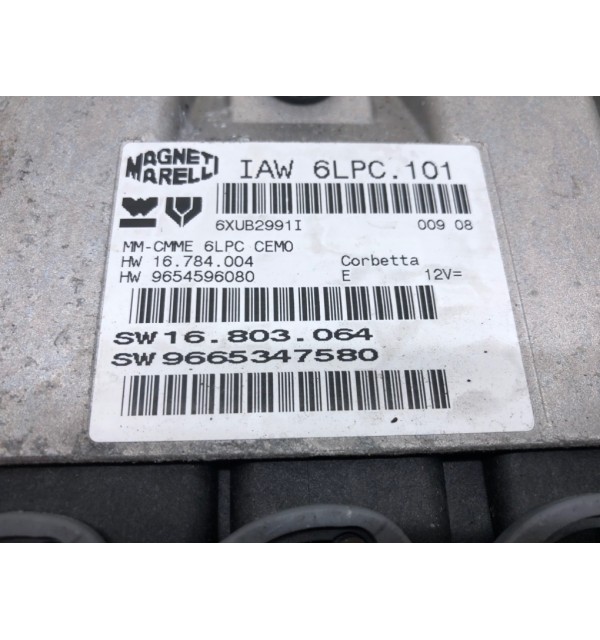 MAGNETI MARELLI IAW 6LPC.101
6XUB2991I 009 08
MM-CMME 6LPC CEMO
HW 16.784.004 Corbetta
HW 9654596080 E 12V=
SW 16.803.064
SW 9665347580